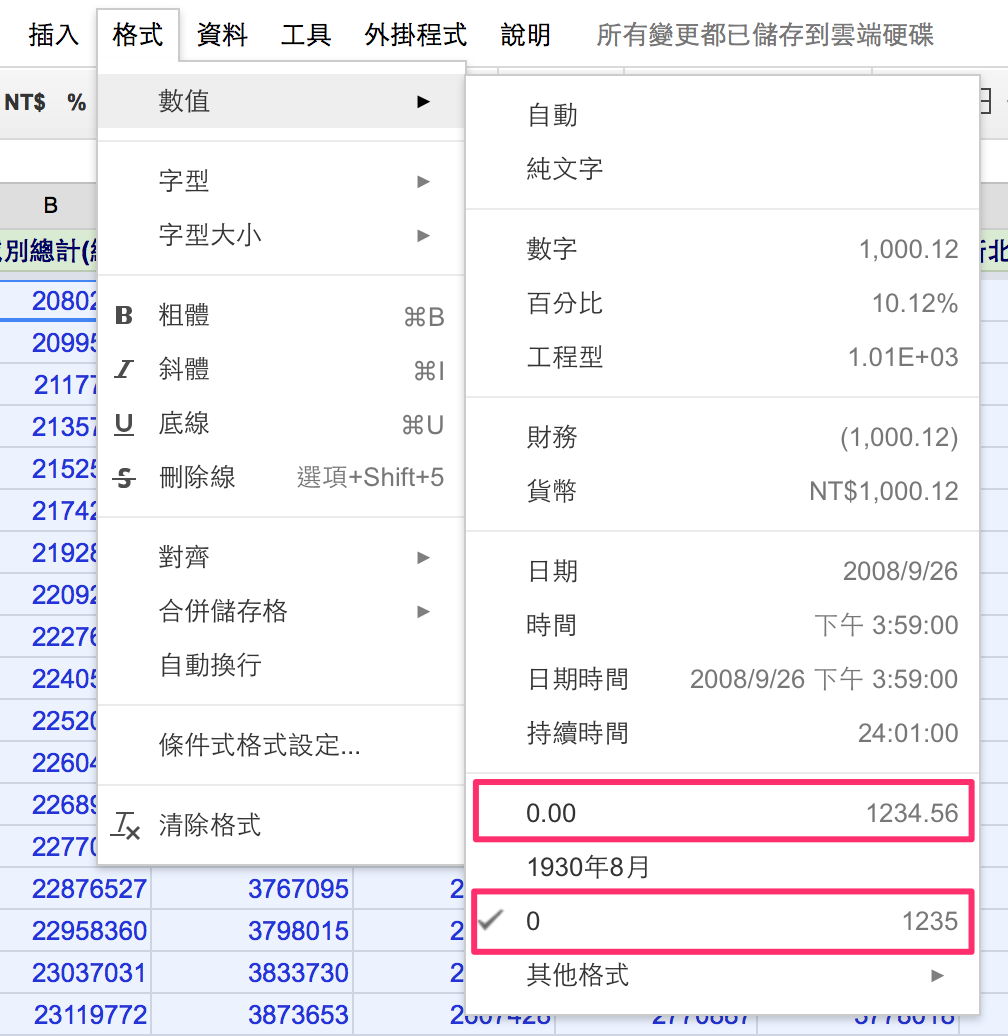 插入 格式 資料 工具 外掛程式 說明 所有變更都已儲存到雲端硬碟
NT$ %
數值
字型
字型大小
B 粗體 ⌘B
I 斜體 ⌘I
U 底線 ⌘U
S 刪除線 選項+Shift+5
對齊
合併儲存格
自動換行
條件式格式設定...
清除格式
自動
純文字
數字 1,000.12
百分比 10.12%
工程型 1.01E+03
財務 (1,000.12)
貨幣 NT$1,000.12
日期 2008/9/26
時間 下午 3:59:00
日期時間 2008/9/26 下午 3:59:00
持續時間 24:01:00
0.00 1234.56
1930年8月
0 1235
其他格式
B
別總計(
20802
20995
21177
21357
21525
21742
21928
22092
22276
22405
22520
22604
22689
22770
22876527 3767095 2
22958360 3798015 2
23037031 3833730 2
23119772 3873653 2607428 2770887 3778018